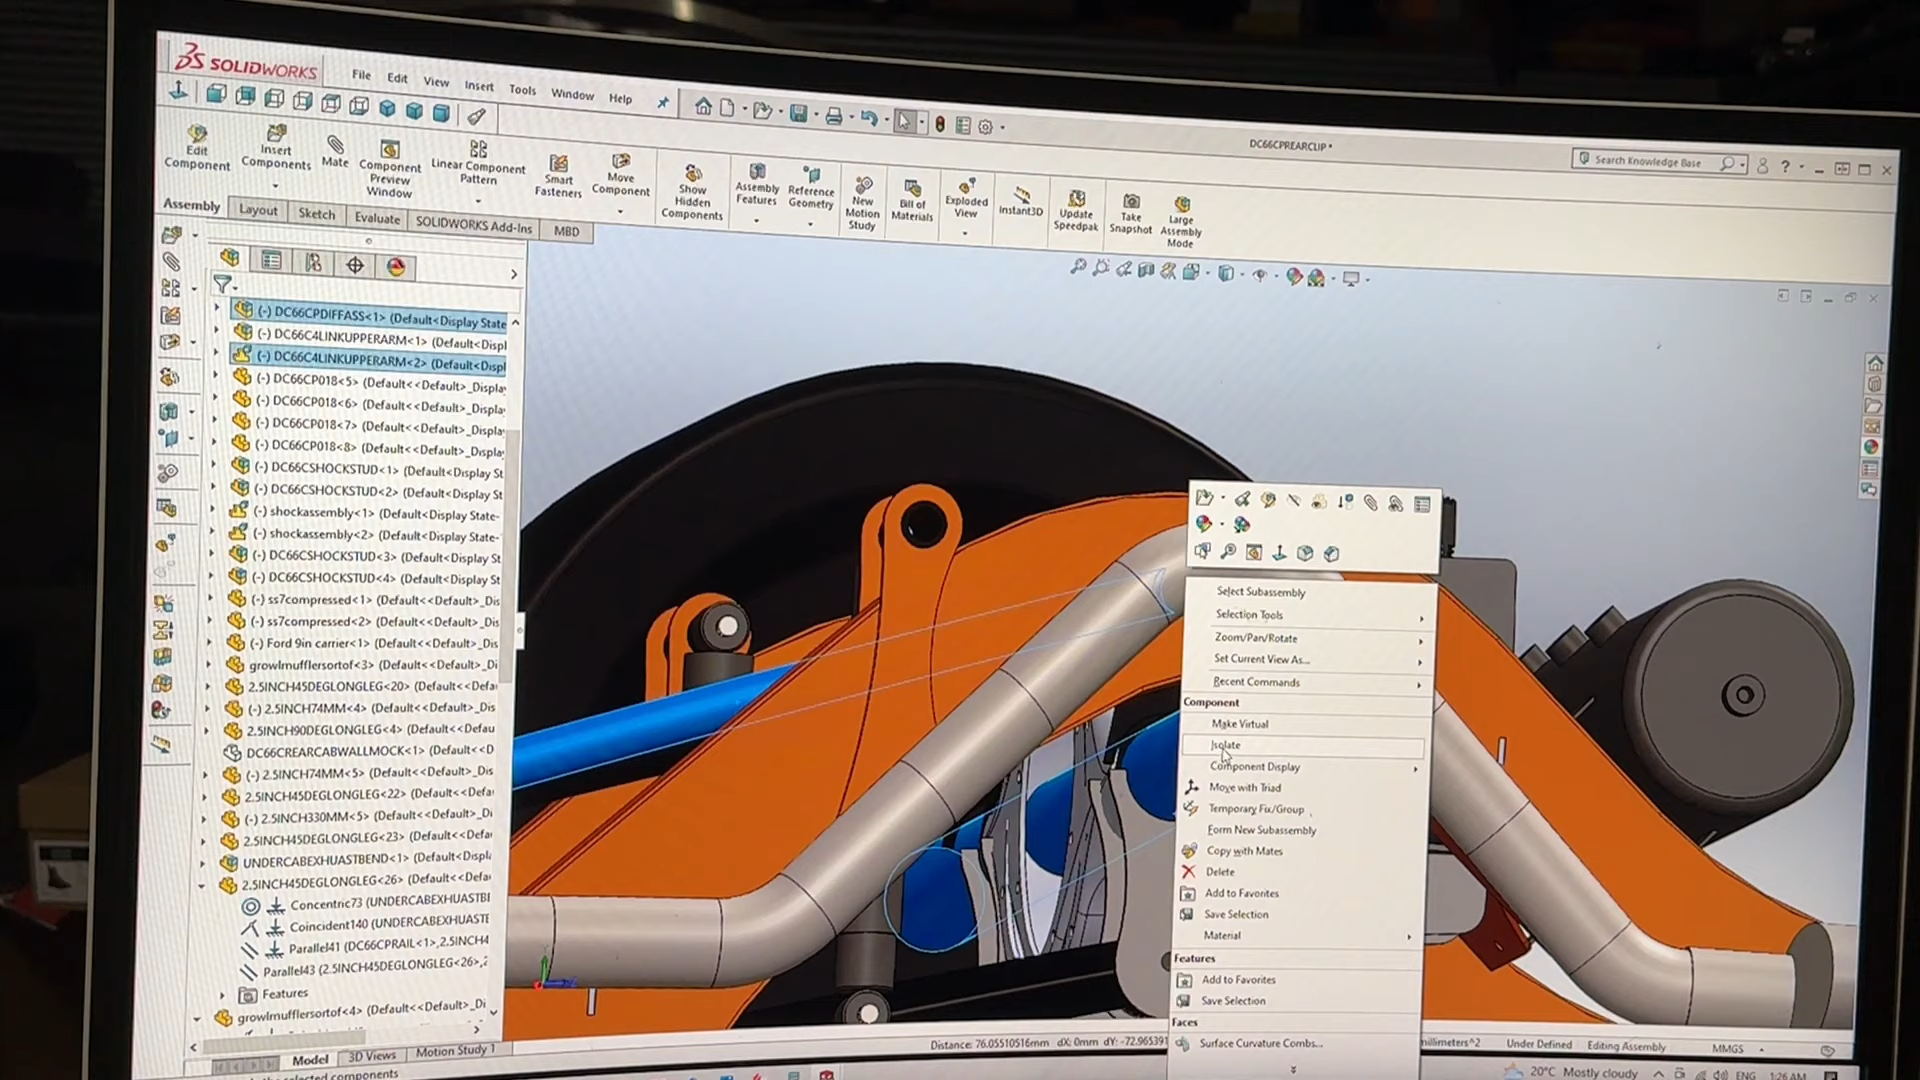 SOLIDWORKS
File Edit View Insert Tools Window Help
DC66CPREARCLIP*
Search Knowledge Base
Edit Component
Insert Components
Mate
Component Preview Window
Linear Component Pattern
Smart Fasteners
Move Component
Show Hidden Components
Assembly Features
Reference Geometry
New Motion Study
Bill of Materials
Exploded View
Instant3D
Update Speedpak
Take Snapshot
Large Assembly Mode
Assembly Layout Sketch Evaluate SOLIDWORKS Add-Ins MBD
(-) DC66CPDIFFASS<1> (Default<Display State
(-) DC66C4LINKUPPERARM<1> (Default<Displ
(-) DC66C4LINKUPPERARM<2> (Default<Displ
(-) DC66CP018<5> (Default<<Default>_Display
(-) DC66CP018<6> (Default<<Default>_Display
(-) DC66CP018<7> (Default<<Default>_Display
(-) DC66CP018<8> (Default<<Default>_Display
(-) DC66CSHOCKSTUD<1> (Default<Display St
(-) DC66CSHOCKSTUD<2> (Default<Display St
(-) shockassembly<1> (Default<Display State-
(-) shockassembly<2> (Default<Display State-
(-) DC66CSHOCKSTUD<3> (Default<Display St
(-) DC66CSHOCKSTUD<4> (Default<Display St
(-) ss7compressed<1> (Default<<Default>_Dis
(-) ss7compressed<2> (Default<<Default>_Dis
(-) Ford 9in carrier<1> (Default<<Default>_Dis
growlmufflersortof<3> (Default<<Default>_Di
2.5INCH45DEGLONGLEG<20> (Default<<Defa
(-) 2.5INCH74MM<4> (Default<<Default>_Dis
2.5INCH90DEGLONGLEG<4> (Default<<Defau
DC66CREARCABWALLMOCK<1> (Default<<D
(-) 2.5INCH74MM<5> (Default<<Default>_Dis
2.5INCH45DEGLONGLEG<22> (Default<<Defa
(-) 2.5INCH330MM<5> (Default<<Default>_Di
2.5INCH45DEGLONGLEG<23> (Default<<Defa
UNDERCABEXHUASTBEND<1> (Default<Displa
2.5INCH45DEGLONGLEG<26> (Default<<Defa
Concentric73 (UNDERCABEXHUASTBE
Coincident140 (UNDERCABEXHUASTE
Parallel41 (DC66CPRAIL<1>,2.5INCH4
Parallel43 (2.5INCH45DEGLONGLEG<26>,2
Features
growlmufflersortof<4> (Default<<Default>_Di
Select Subassembly
Selection Tools
Zoom/Pan/Rotate
Set Current View As...
Recent Commands
Component
Make Virtual
Isolate
Component Display
Move with Triad
Temporary Fix/Group
Form New Subassembly
Copy with Mates
Delete
Add to Favorites
Save Selection
Material
Features
Add to Favorites
Save Selection
Faces
Surface Curvature Combs...
Model 3D Views Motion Study 1
Distance: 76.05510516mm dX: 0mm dY: -72.965391
Under Defined Editing Assembly MMGS
20°C Mostly cloudy ENG 1:26 AM